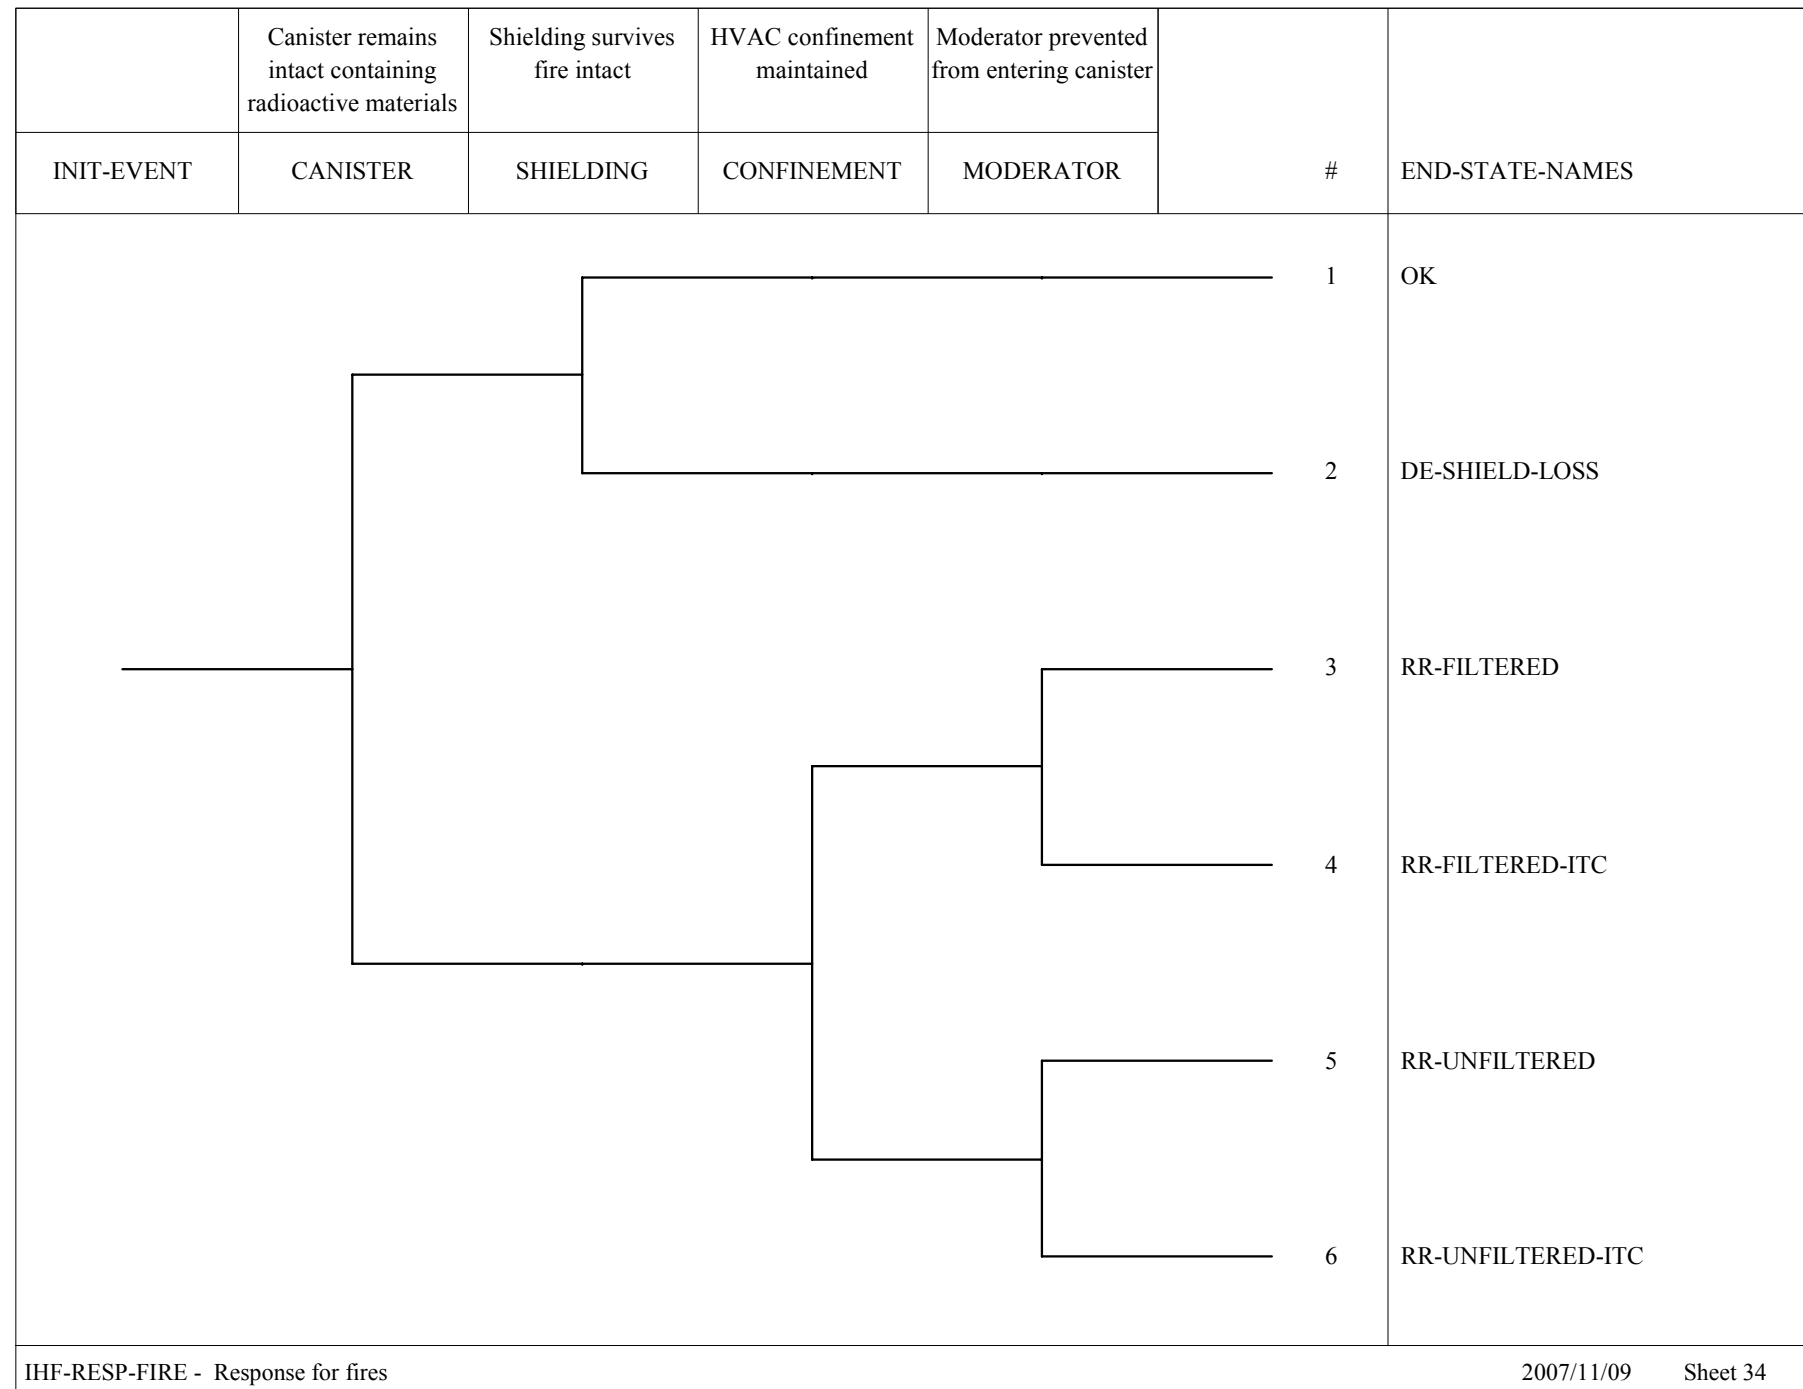 Canister remains
intact containing
radioactive materials
Shielding survives
fire intact
HVAC confinement
maintained
Moderator prevented
from entering canister
INIT-EVENT
CANISTER
SHIELDING
CONFINEMENT
MODERATOR
#
END-STATE-NAMES
1 OK
2 DE-SHIELD-LOSS
3 RR-FILTERED
4 RR-FILTERED-ITC
5 RR-UNFILTERED
6 RR-UNFILTERED-ITC
IHF-RESP-FIRE - Response for fires
2007/11/09 Sheet 34